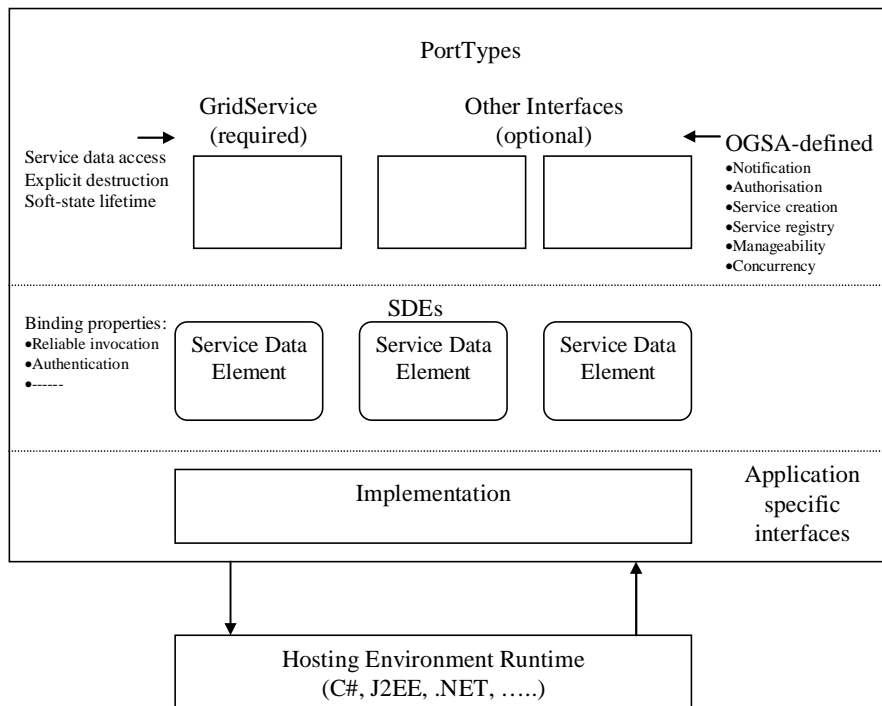 PortTypes
GridService
(required)
Other Interfaces
(optional)
Service data access
Explicit destruction
Soft-state lifetime
OGSA-defined
•Notification
•Authorisation
•Service creation
•Service registry
•Manageability
•Concurrency
SDEs
Binding properties:
•Reliable invocation
•Authentication
•------
Service Data
Element
Service Data
Element
Service Data
Element
Implementation
Application
specific
interfaces
Hosting Environment Runtime
(C#, J2EE, .NET, …..)